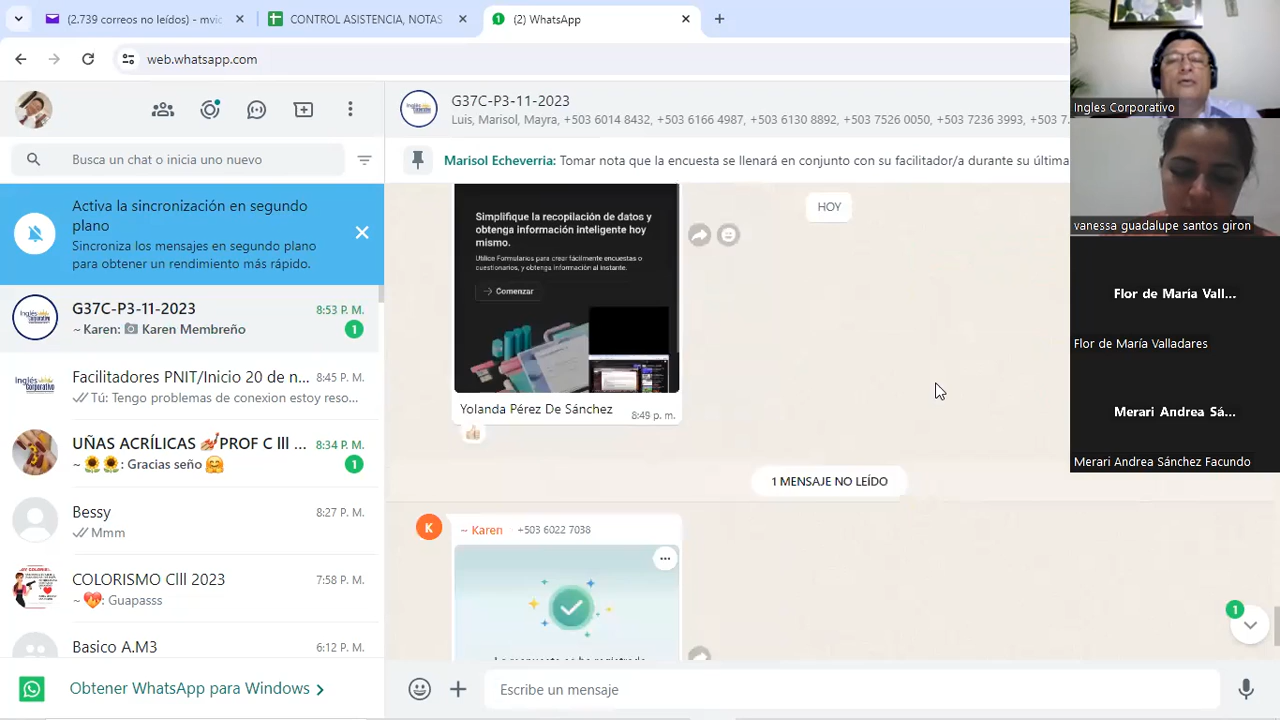 (2.739 correos no leídos) - mvic
CONTROL ASISTENCIA, NOTAS
(2) WhatsApp
web.whatsapp.com
Ingles Corporativo
vanessa guadalupe santos giron
Flor de María Vall...
Flor de María Valladares
Merari Andrea Sá...
Merari Andrea Sánchez Facundo
Busca un chat o inicia uno nuevo
Activa la sincronización en segundo
plano
Sincroniza los mensajes en segundo plano
para obtener un rendimiento más rápido.
G37C-P3-11-2023
8:53 P. M.
~ Karen: Karen Membreño
1
Facilitadores PNIT/Inicio 20 de n...
8:45 P. M.
Tú: Tengo problemas de conexion estoy reso...
UÑAS ACRÍLICAS 💅PROF C lll ...
8:34 P. M.
~ 🌻🌻: Gracias seño 🤗
1
Bessy
8:27 P. M.
Mmm
COLORISMO CIII 2022
7:58 P. M.
~ 💝: Guapasss
Basico A.M3
6:12 P. M.
Obtener WhatsApp para Windows
G37C-P3-11-2023
Luis, Marisol, Mayra, +503 6014 8432, +503 6166 4987, +503 6130 8892, +503 7526 0050, +503 7236 3993, +503 7
Marisol Echeverria: Tomar nota que la encuesta se llenará en conjunto con su facilitador/a durante su última
HOY
Simplifique la recopilación de datos y
obtenga información inteligente hoy
mismo.
Utilice Formularios para crear fácilmente encuestas o
cuestionarios, y obtenga información al instante.
Comenzar
Yolanda Pérez De Sánchez
8:49 p. m.
1 MENSAJE NO LEÍDO
K
~ Karen +503 6022 7038
1
Escribe un mensaje